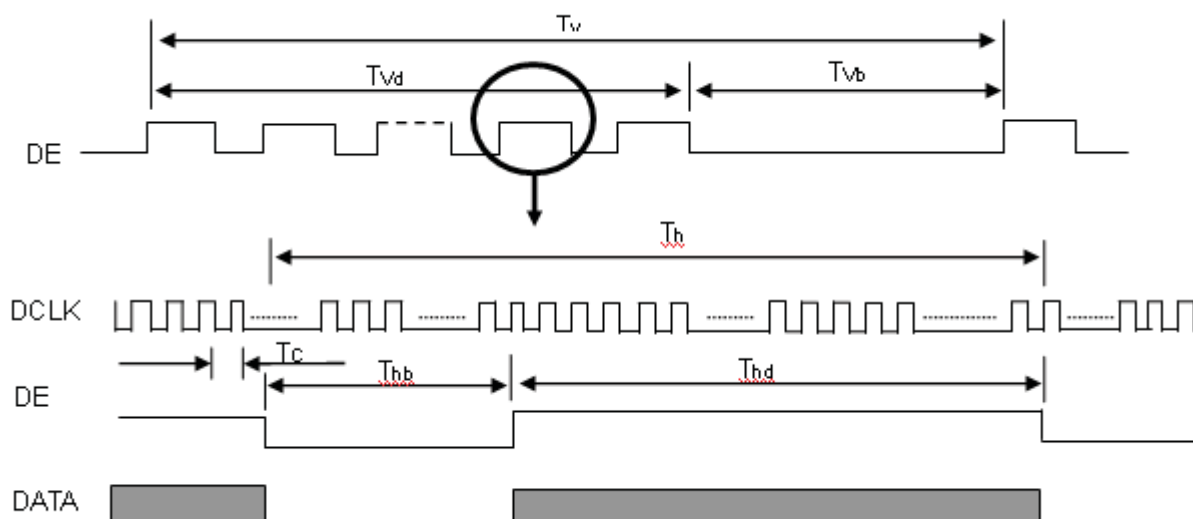 Tv
Tvd
Tvb
DE
Th
DCLK
Tc
Thb
Thd
DE
DATA